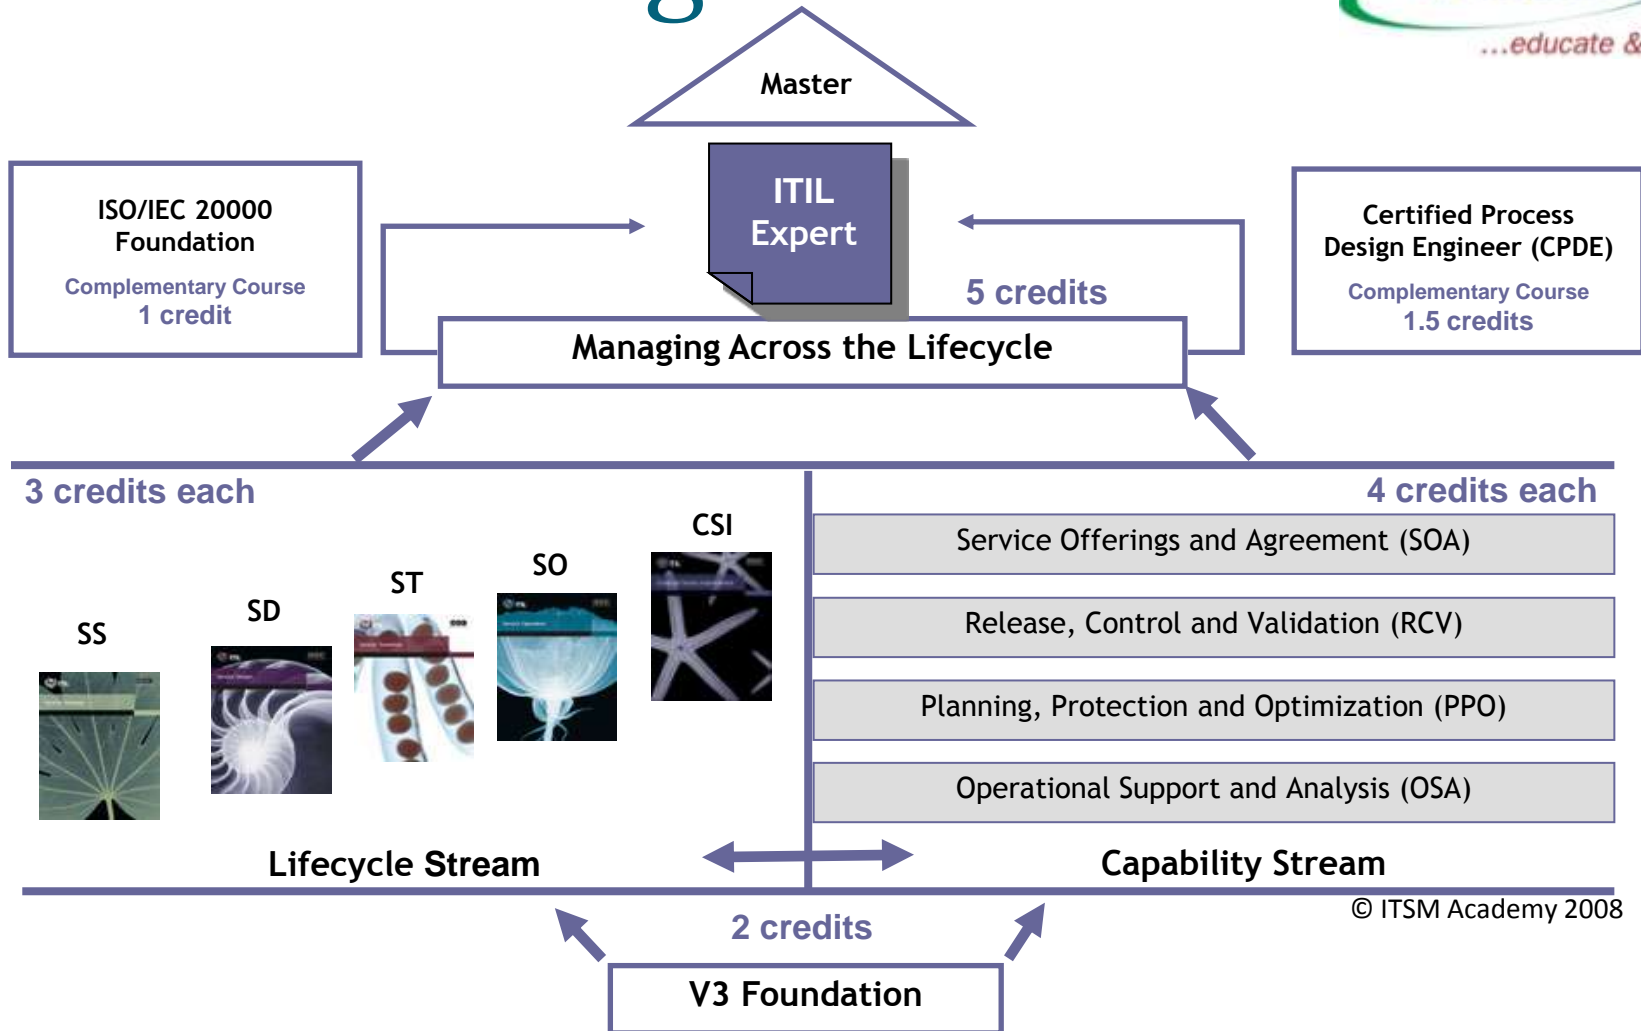 ...educate &
Master
ITIL
Expert
ISO/IEC 20000
Foundation
Complementary Course
1 credit
Certified Process
Design Engineer (CPDE)
Complementary Course
1.5 credits
5 credits
Managing Across the Lifecycle
3 credits each
4 credits each
SS
SD
ST
SO
CSI
Service Offerings and Agreement (SOA)
Release, Control and Validation (RCV)
Planning, Protection and Optimization (PPO)
Operational Support and Analysis (OSA)
Lifecycle Stream
Capability Stream
© ITSM Academy 2008
2 credits
V3 Foundation